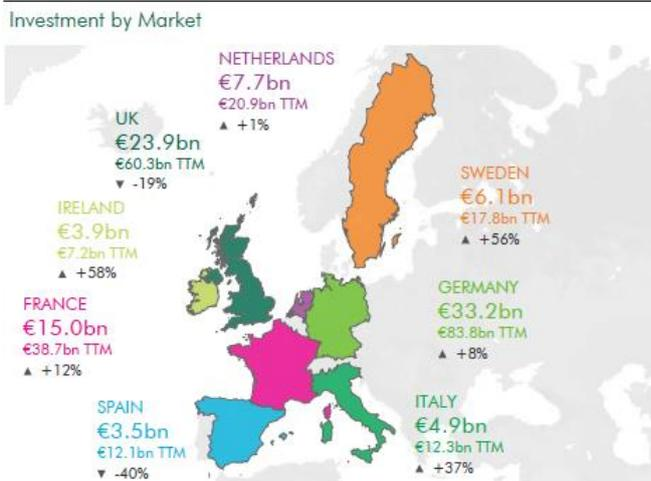 Investment by Market
NETHERLANDS
€7.7bn
€20.9bn TTM
▲ +1%
UK
€23.9bn
€60.3bn TTM
▼ -19%
SWEDEN
€6.1bn
€17.8bn TTM
▲ +56%
IRELAND
€3.9bn
€7.2bn TTM
▲ +58%
GERMANY
€33.2bn
€83.8bn TTM
▲ +8%
FRANCE
€15.0bn
€38.7bn TTM
▲ +12%
ITALY
€4.9bn
€12.3bn TTM
▲ +37%
SPAIN
€3.5bn
€12.1bn TTM
▼ -40%